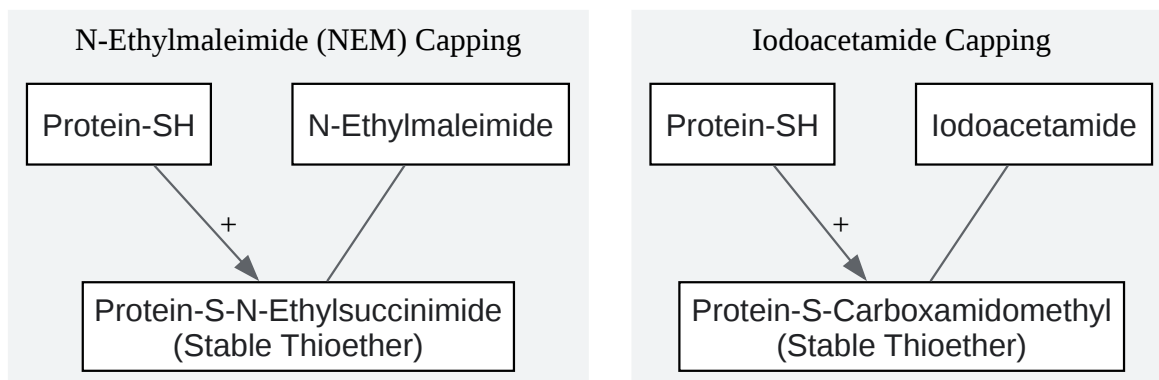 N-Ethylmaleimide (NEM) Capping
Protein-SH
N-Ethylmaleimide
+
Protein-S-N-Ethylsuccinimide
(Stable Thioether)
Iodoacetamide Capping
Protein-SH
Iodoacetamide
+
Protein-S-Carboxamidomethyl
(Stable Thioether)